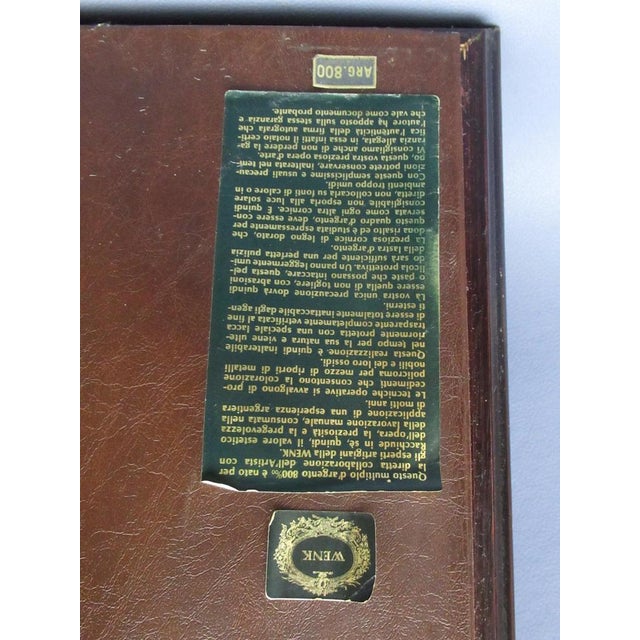 WENK
Questo multiplo d'argento 800‰ è nato per
la diretta collaborazione dell'Artista con
gli esperti artigiani della WENK.
Racchiude in sè, quindi, il valore estetico
dell'opera, la preziosità e la pregevolezza
della lavorazione manuale, consumata nella
applicazione di una esperienza argentiera
di molti anni.
Le tecniche operative si avvalgono di pro-
cedimenti che consentono la colorazione
policroma per mezzo di riporti di metalli
nobili e dei loro ossidi.
Questa realizzazione, è quindi inalterabile
nel tempo per la sua natura e viene ulte-
riormente protetta con una speciale lacca
trasparente completamente vetrificata al fine
di essere totalmente inattaccabile dagli agen-
ti esterni.
La vostra unica precauzione dovrà quindi
essere quella di non togliere, con abrasioni
o paste che possano intaccare, questa pel-
licola protettiva. Un panno leggermente umi-
do sarà sufficiente per una perfetta pulizia
della lastra d'argento.
La preziosa cornice di legno dorato, che
dona risalto ed è studiata espressamente per
questo quadro d'argento, deve essere con-
servata come ogni altra cornice. È quindi
consigliabile non esporla alla luce solare
diretta, non collocarla su fonti di calore o in
ambienti troppo umidi.
Con queste semplicissime e usuali precau-
zioni potrete conservare, inalterata nel tem-
po, questa vostra preziosa opera d'arte.
Vi consigliamo anche di non perdere la ga-
ranzia, allegata, in essa infatti il notaio certi-
fica l'autenticità della firma autografa che
l'autore ha apposto sulla stessa garanzia e
che vale come documento probante.
ARG.800